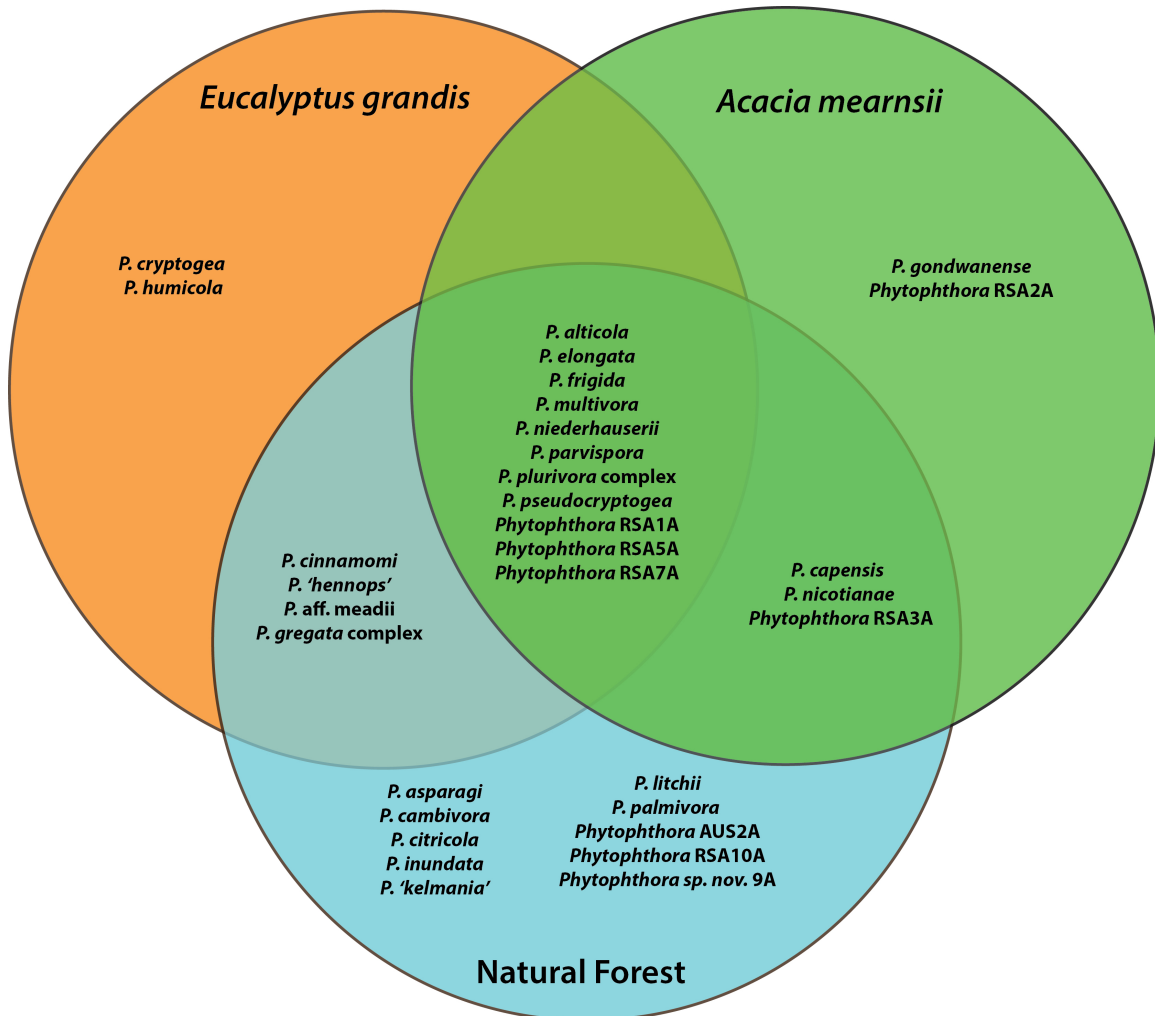 Eucalyptus grandis
Acacia mearnsii
P. cryptogea
P. humicola
P. gondwanense
Phytophthora RSA2A
P. alticola
P. elongata
P. frigida
P. multivora
P. niederhauserii
P. parvispora
P. plurivora complex
P. pseudocryptogea
Phytophthora RSA1A
Phytophthora RSA5A
Phytophthora RSA7A
P. cinnamomi
P. ‘hennops’
P. aff. meadii
P. gregata complex
P. capensis
P. nicotianae
Phytophthora RSA3A
P. asparagi
P. cambivora
P. citricola
P. inundata
P. ‘kelmania’
P. litchii
P. palmivora
Phytophthora AUS2A
Phytophthora RSA10A
Phytophthora sp. nov. 9A
Natural Forest